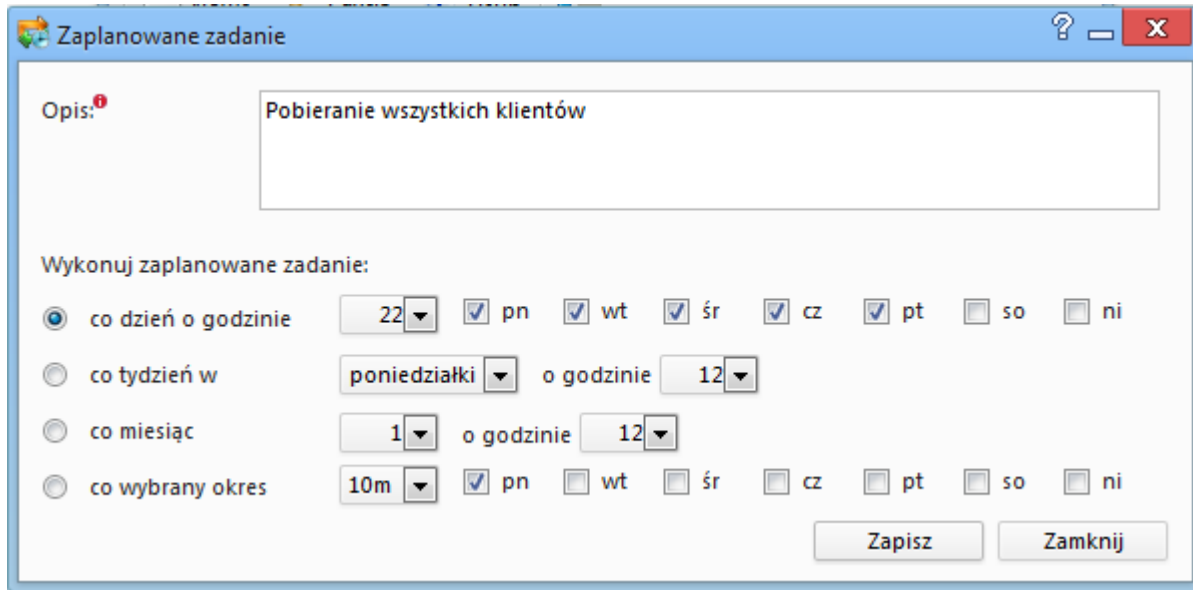 Zaplanowane zadanie
Opis:
Pobieranie wszystkich klientów
Wykonuj zaplanowane zadanie:
co dzień o godzinie 22 pn wt śr cz pt so ni
co tydzień w poniedziałki o godzinie 12
co miesiąc 1 o godzinie 12
co wybrany okres 10m pn wt śr cz pt so ni
Zapisz Zamknij